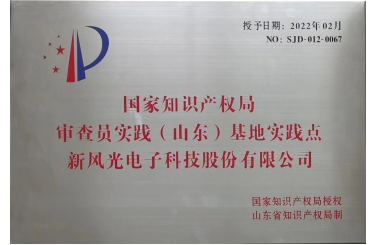 授予日期：2022年02月
NO：SJD-012-0067
国家知识产权局
审查员实践（山东）基地实践点
新风光电子科技股份有限公司
国家知识产权局授权
山东省知识产权局制